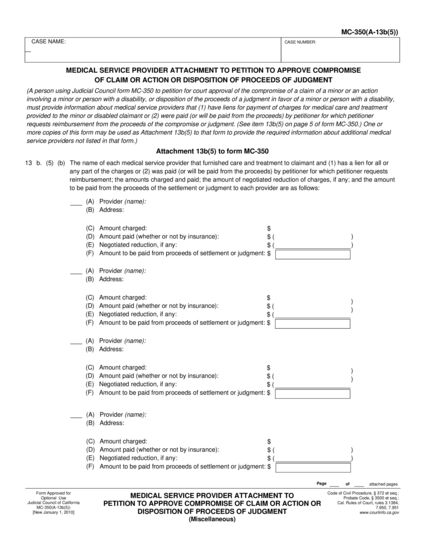 MC-350(A-13b(5))
CASE NAME:
CASE NUMBER:
MEDICAL SERVICE PROVIDER ATTACHMENT TO PETITION TO APPROVE COMPROMISE
OF CLAIM OR ACTION OR DISPOSITION OF PROCEEDS OF JUDGMENT
(A person using Judicial Council form MC-350 to petition for court approval of the compromise of a claim of a minor or an action
involving a minor or person with a disability, or disposition of the proceeds of a judgment in favor of a minor or person with a disability,
must provide information about medical service providers that (1) have liens for payment of charges for medical care and treatment
provided to the minor or disabled claimant or (2) were paid (or will be paid from the proceeds) by petitioner for which petitioner
requests reimbursement from the proceeds of the compromise or judgment. (See item 13b(5) on page 5 of form MC-350.) One or
more copies of this form may be used as Attachment 13b(5) to that form to provide the required information about additional medical
service providers not listed in that form.)
Attachment 13b(5) to form MC-350
13 b. (5) (b) The name of each medical service provider that furnished care and treatment to claimant and (1) has a lien for all or
any part of the charges or (2) was paid (or will be paid from the proceeds) by petitioner for which petitioner requests
reimbursement; the amounts charged and paid; the amount of negotiated reduction of charges, if any; and the amount
to be paid from the proceeds of the settlement or judgment to each provider are as follows:
____ (A) Provider (name):
(B) Address:
(C) Amount charged: $
(D) Amount paid (whether or not by insurance): $ ( )
(E) Negotiated reduction, if any: $ ( )
(F) Amount to be paid from proceeds of settlement or judgment: $
____ (A) Provider (name):
(B) Address:
(C) Amount charged: $
(D) Amount paid (whether or not by insurance): $ ( )
(E) Negotiated reduction, if any: $ ( )
(F) Amount to be paid from proceeds of settlement or judgment: $
____ (A) Provider (name):
(B) Address:
(C) Amount charged: $
(D) Amount paid (whether or not by insurance): $ ( )
(E) Negotiated reduction, if any: $ ( )
(F) Amount to be paid from proceeds of settlement or judgment: $
____ (A) Provider (name):
(B) Address:
(C) Amount charged: $
(D) Amount paid (whether or not by insurance): $ ( )
(E) Negotiated reduction, if any: $ ( )
(F) Amount to be paid from proceeds of settlement or judgment: $
Page ____ of ____ attached pages
Form Approved for
Optional Use
Judicial Council of California
MC-350(A-13b(5))
[New January 1, 2010]
MEDICAL SERVICE PROVIDER ATTACHMENT TO
PETITION TO APPROVE COMPROMISE OF CLAIM OR ACTION OR
DISPOSITION OF PROCEEDS OF JUDGMENT
(Miscellaneous)
Code of Civil Procedure, § 372 et seq.;
Probate Code, § 3500 et seq.;
Cal. Rules of Court, rules 3.1384,
7.950, 7.951
www.courtinfo.ca.gov